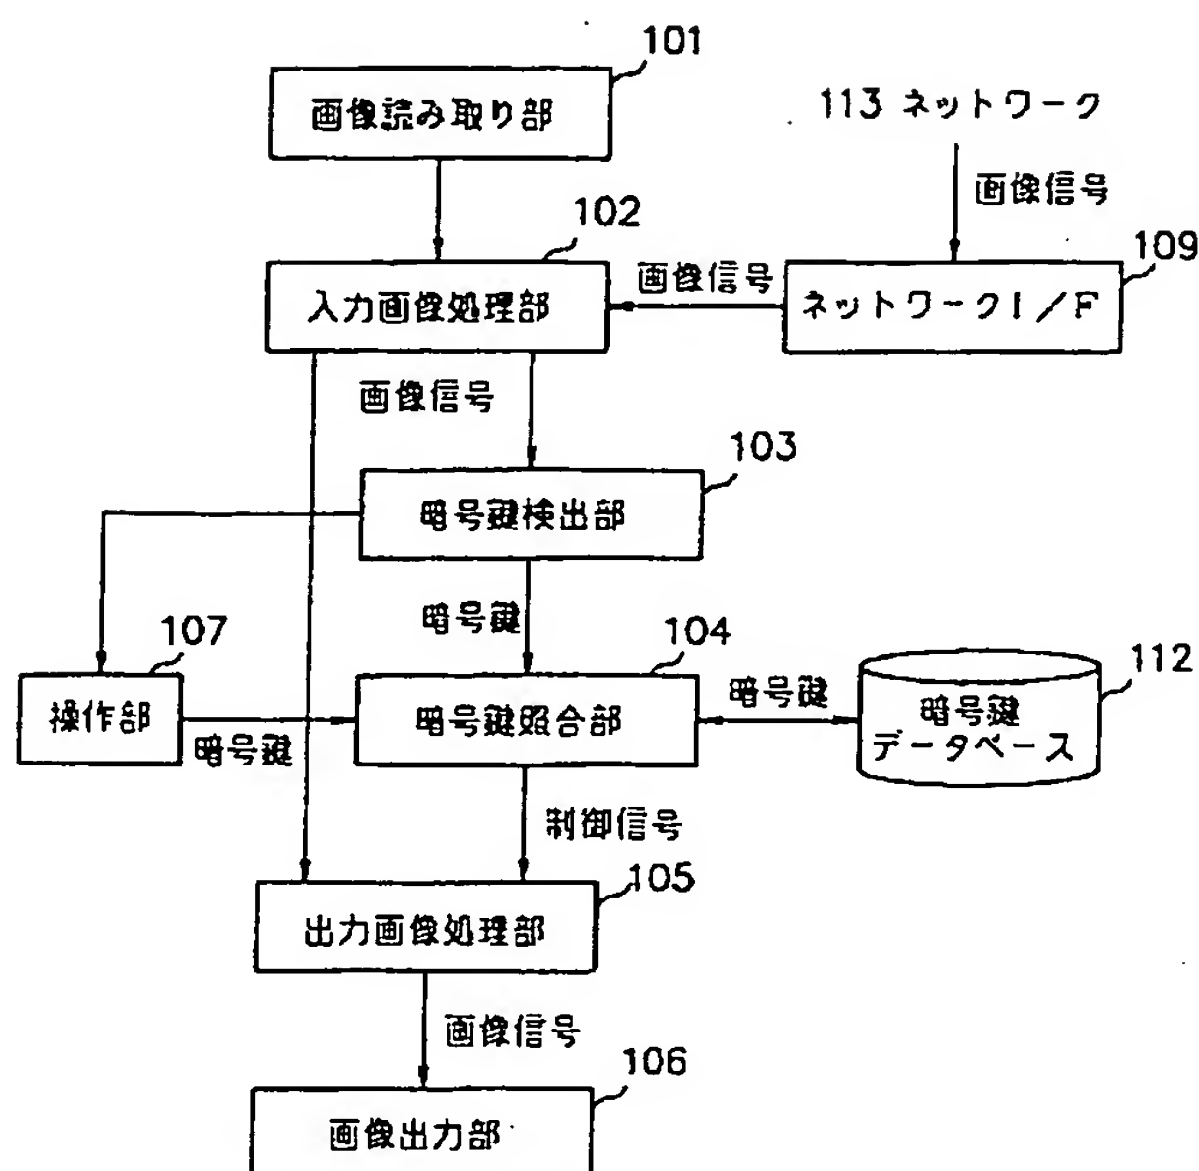 101
画像読み取り部
113 ネットワーク
画像信号
102
109
入力画像処理部
画像信号
ネットワークI/F
画像信号
103
暗号鍵検出部
暗号鍵
107
104
112
操作部
暗号鍵
暗号鍵照合部
暗号鍵
暗号鍵
データベース
制御信号
105
出力画像処理部
画像信号
106
画像出力部